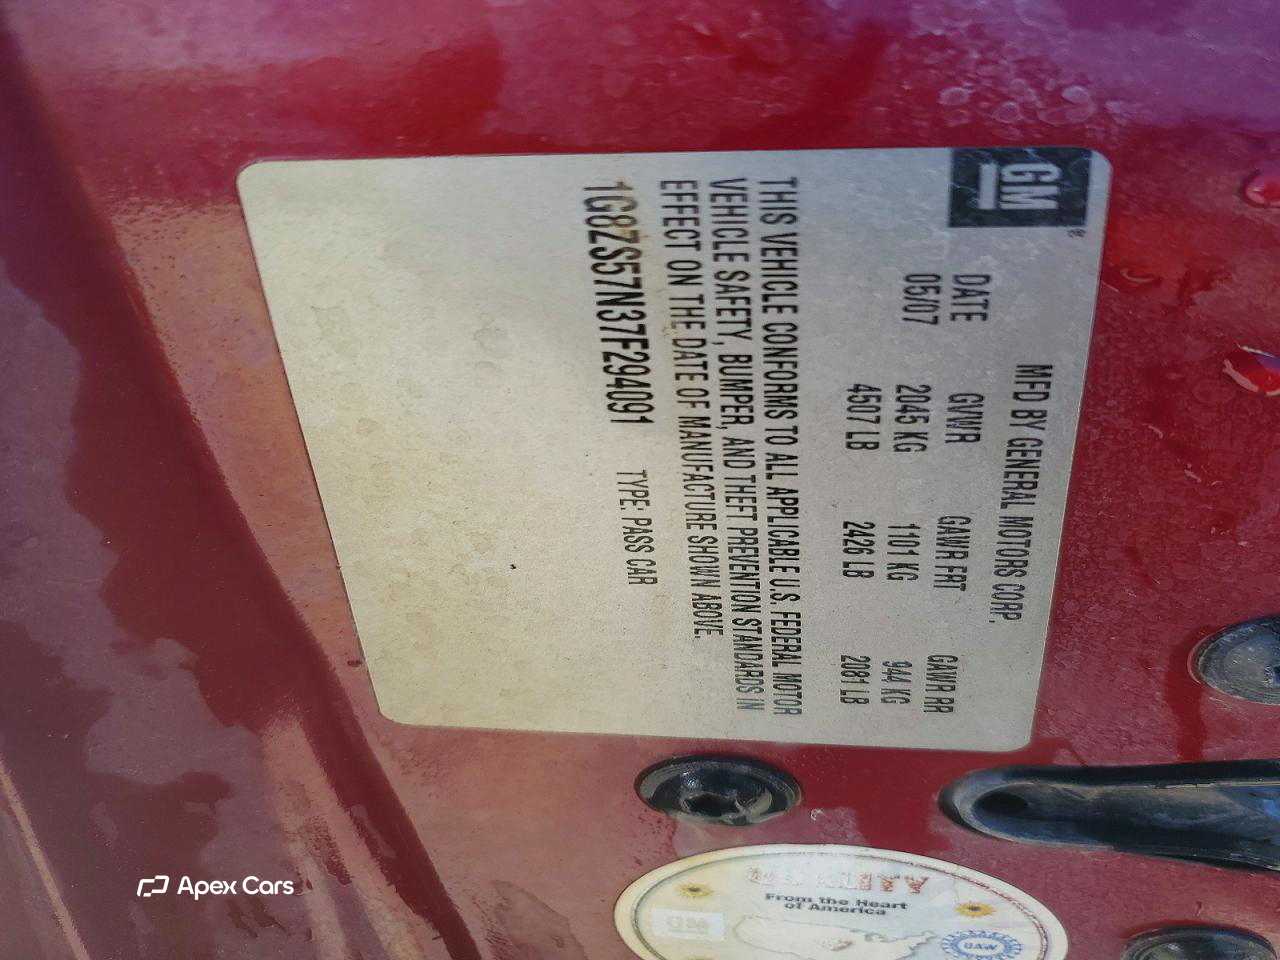 GM
MFD BY GENERAL MOTORS CORP.
DATE GVWR GAWR FRT GAWR RR
05/07 2045 KG 1101 KG 944 KG
4507 LB 2426 LB 2081 LB
THIS VEHICLE CONFORMS TO ALL APPLICABLE U.S. FEDERAL MOTOR
VEHICLE SAFETY, BUMPER, AND THEFT PREVENTION STANDARDS IN
EFFECT ON THE DATE OF MANUFACTURE SHOWN ABOVE.
1G8ZS57N37F294091 TYPE: PASS CAR
QUALITY
From the Heart
of America
GM
UAW
Apex Cars